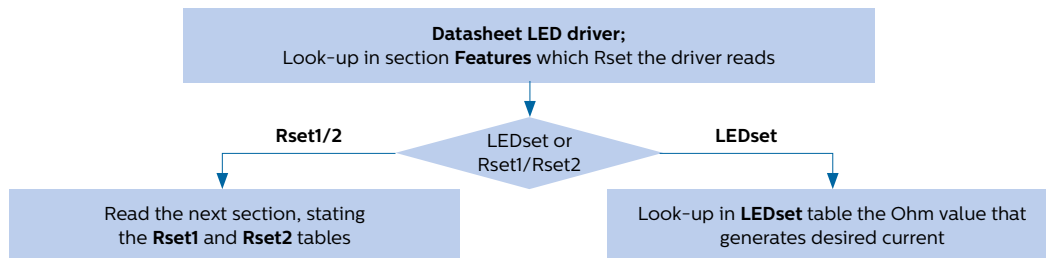 Datasheet LED driver;
Look-up in section Features which Rset the driver reads
Rset1/2
LEDset or
Rset1/Rset2
LEDset
Read the next section, stating
the Rset1 and Rset2 tables
Look-up in LEDset table the Ohm value that
generates desired current